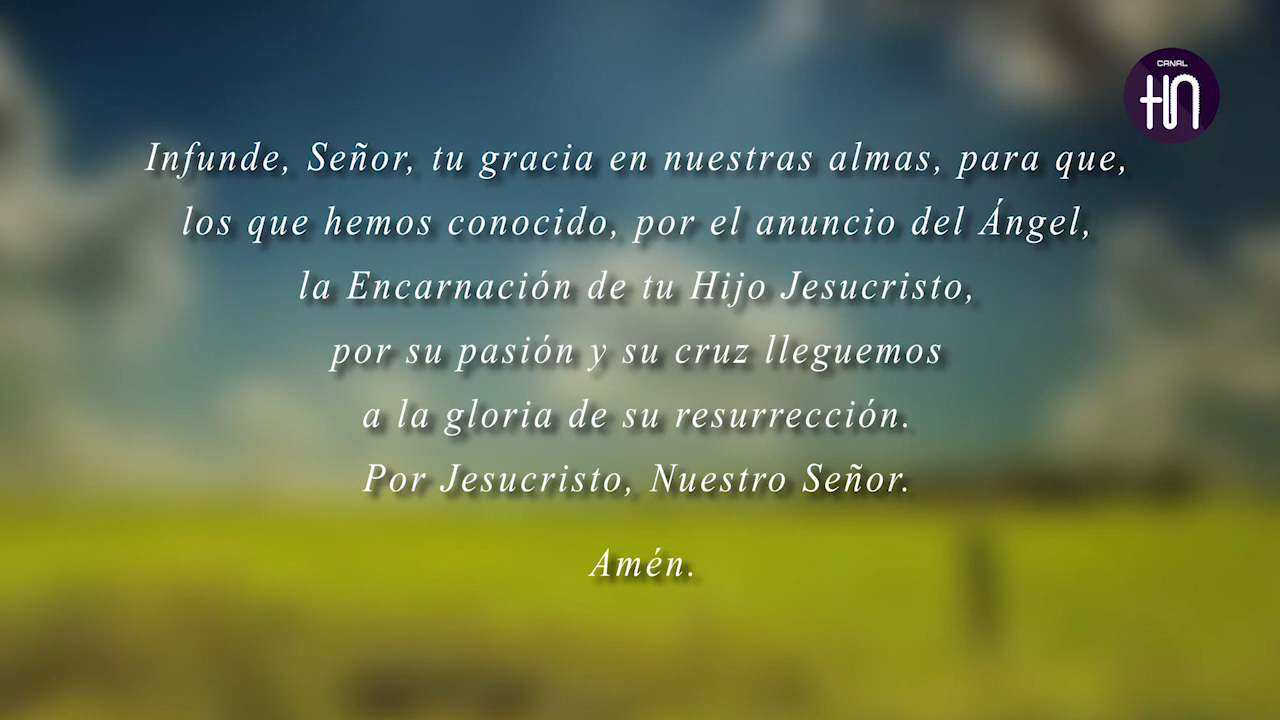 CANAL
HN
Infunde, Señor, tu gracia en nuestras almas, para que,
los que hemos conocido, por el anuncio del Ángel,
la Encarnación de tu Hijo Jesucristo,
por su pasión y su cruz lleguemos
a la gloria de su resurrección.
Por Jesucristo, Nuestro Señor.
Amén.